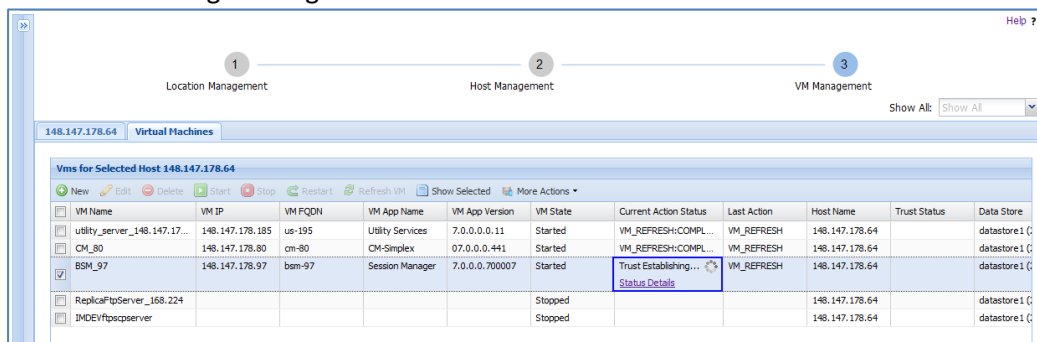 Help ?
1 2 3
Location Management Host Management VM Management
Show All: Show All
148.147.178.64 Virtual Machines
Vms for Selected Host 148.147.178.64
New Edit Delete Start Stop Restart Refresh VM Show Selected More Actions
VM Name VM IP VM FQDN VM App Name VM App Version VM State Current Action Status Last Action Host Name Trust Status Data Store
utility_server_148.147.17... 148.147.178.185 us-195 Utility Services 7.0.0.0.0.11 Started VM_REFRESH:COMPL... VM_REFRESH 148.147.178.64 datastore1 (
CM_80 148.147.178.80 cm-80 CM-Simplex 07.0.0.0.441 Started VM_REFRESH:COMPL... VM_REFRESH 148.147.178.64 datastore1 (
BSM_97 148.147.178.97 bsm-97 Session Manager 7.0.0.0.700007 Started Trust Establishing... VM_REFRESH 148.147.178.64 datastore1 (
Status Details
ReplicaFtpServer_168.224 Stopped 148.147.178.64 datastore1 (
IMDEVftpscpserver Stopped 148.147.178.64 datastore1 (